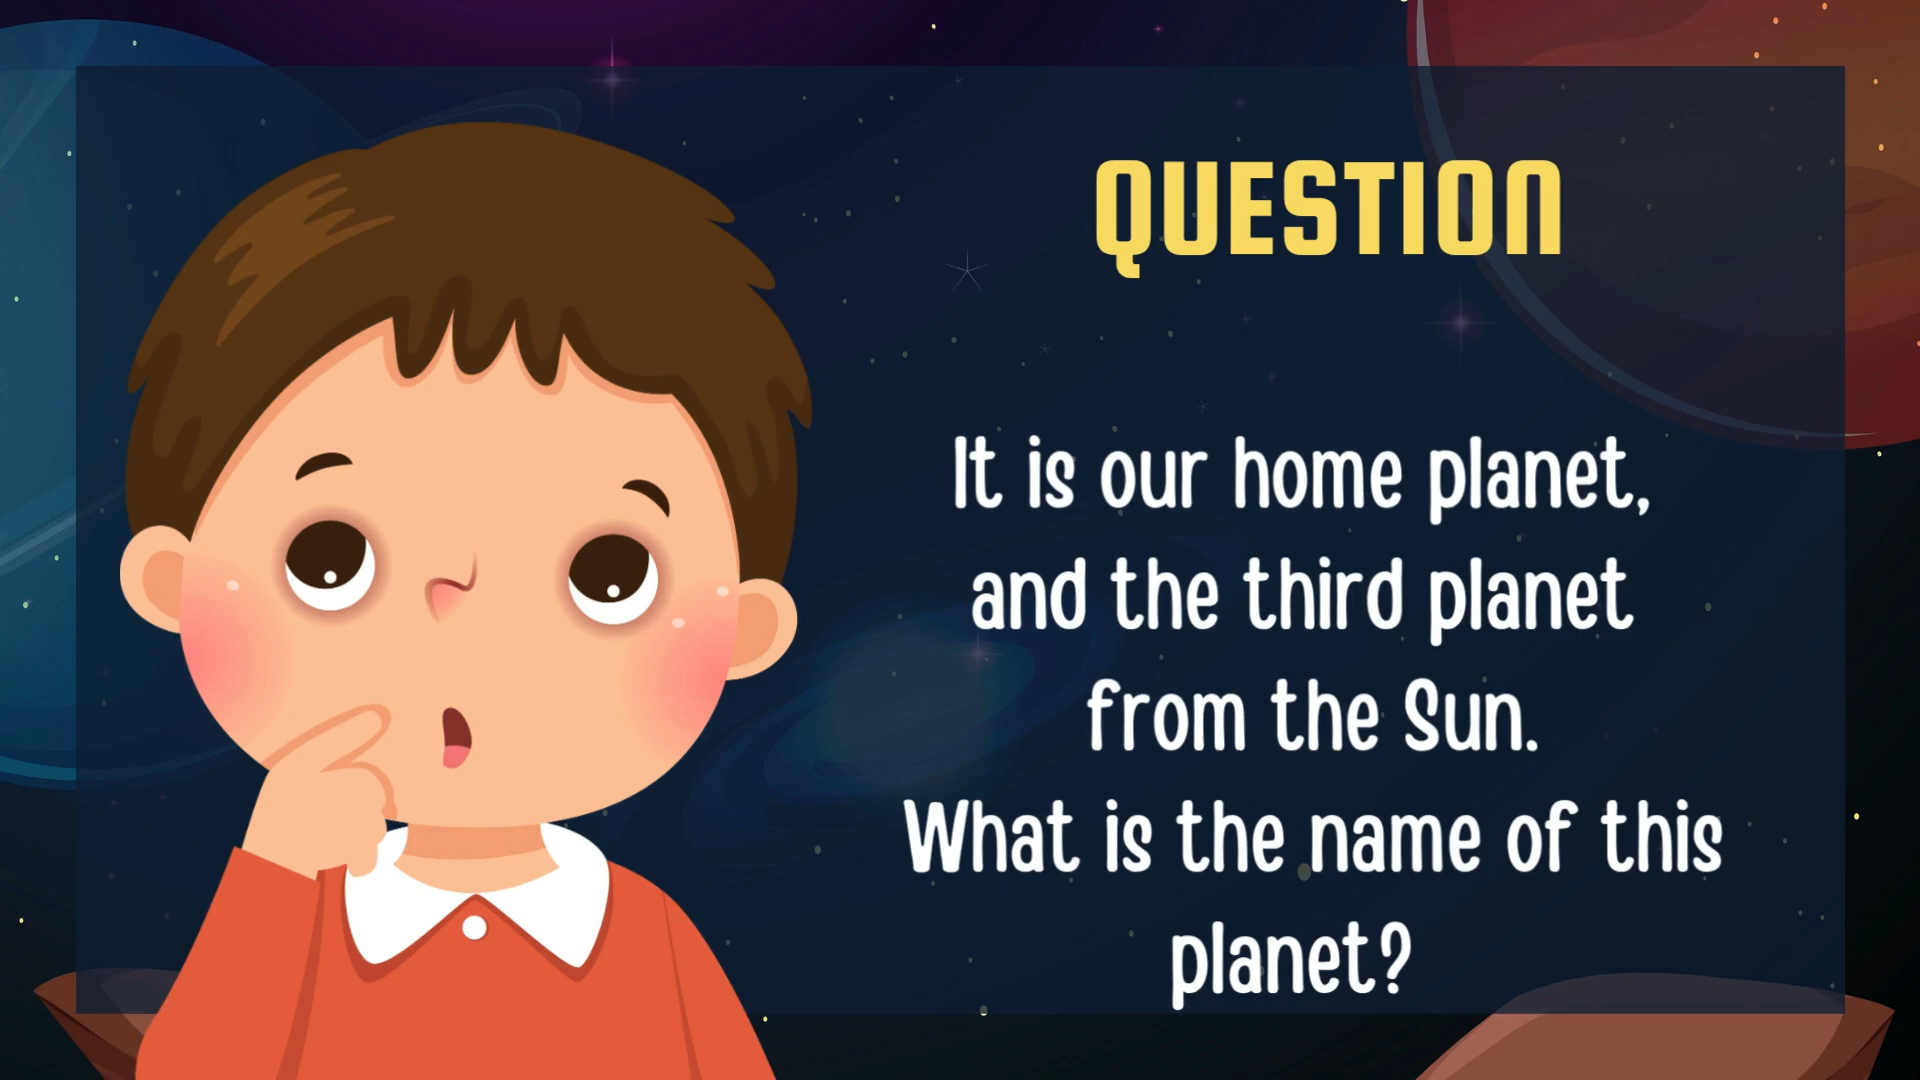 QUESTION
It is our home planet,
and the third planet
from the Sun.
What is the name of this
planet?